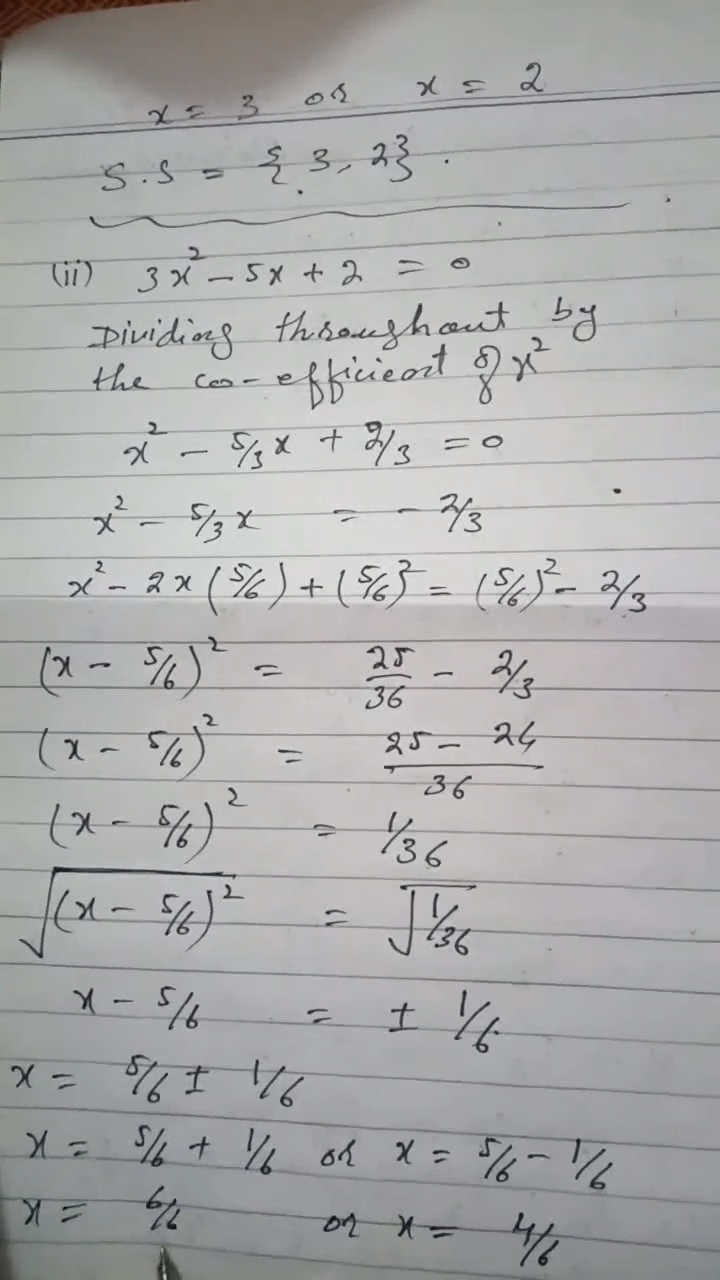 x = 3 or x = 2
S.S = {3, 2}.
(ii) 3x² - 5x + 2 = 0
Dividing throughout by
the co-efficient of x²
x² - 5/3 x + 2/3 = 0
x² - 5/3 x = - 2/3
x² - 2x (5/6) + (5/6)² = (5/6)² - 2/3
(x - 5/6)² = 25/36 - 2/3
(x - 5/6)² = (25 - 24)/36
(x - 5/6)² = 1/36
√(x - 5/6)² = √1/36
x - 5/6 = ± 1/6
x = 5/6 ± 1/6
x = 5/6 + 1/6 or x = 5/6 - 1/6
x = 6/6 or x = 4/6